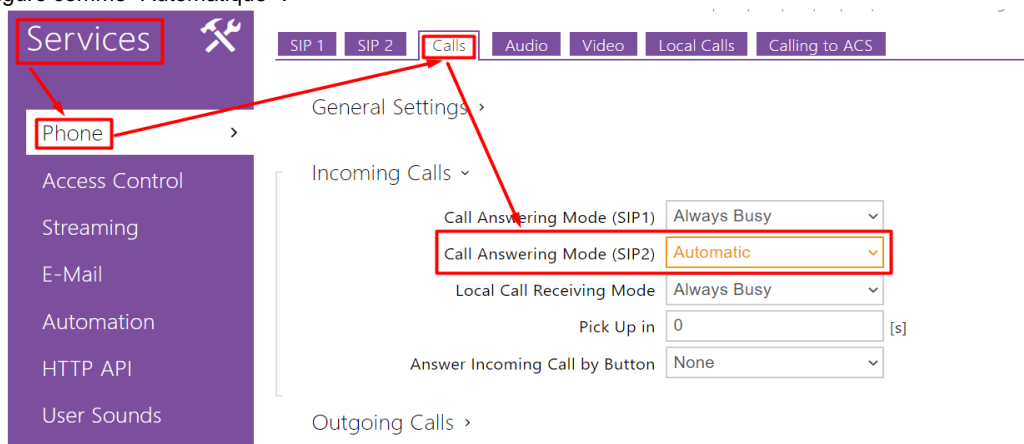 comme "Automatique".
Services
SIP 1 SIP 2 Calls Audio Video Local Calls Calling to ACS
General Settings ›
Phone ›
Incoming Calls
Access Control
Call Answering Mode (SIP1) Always Busy
Streaming
Call Answering Mode (SIP2) Automatic
E-Mail
Local Call Receiving Mode Always Busy
Automation
Pick Up in 0 [s]
HTTP API
Answer Incoming Call by Button None
User Sounds
Outgoing Calls ›